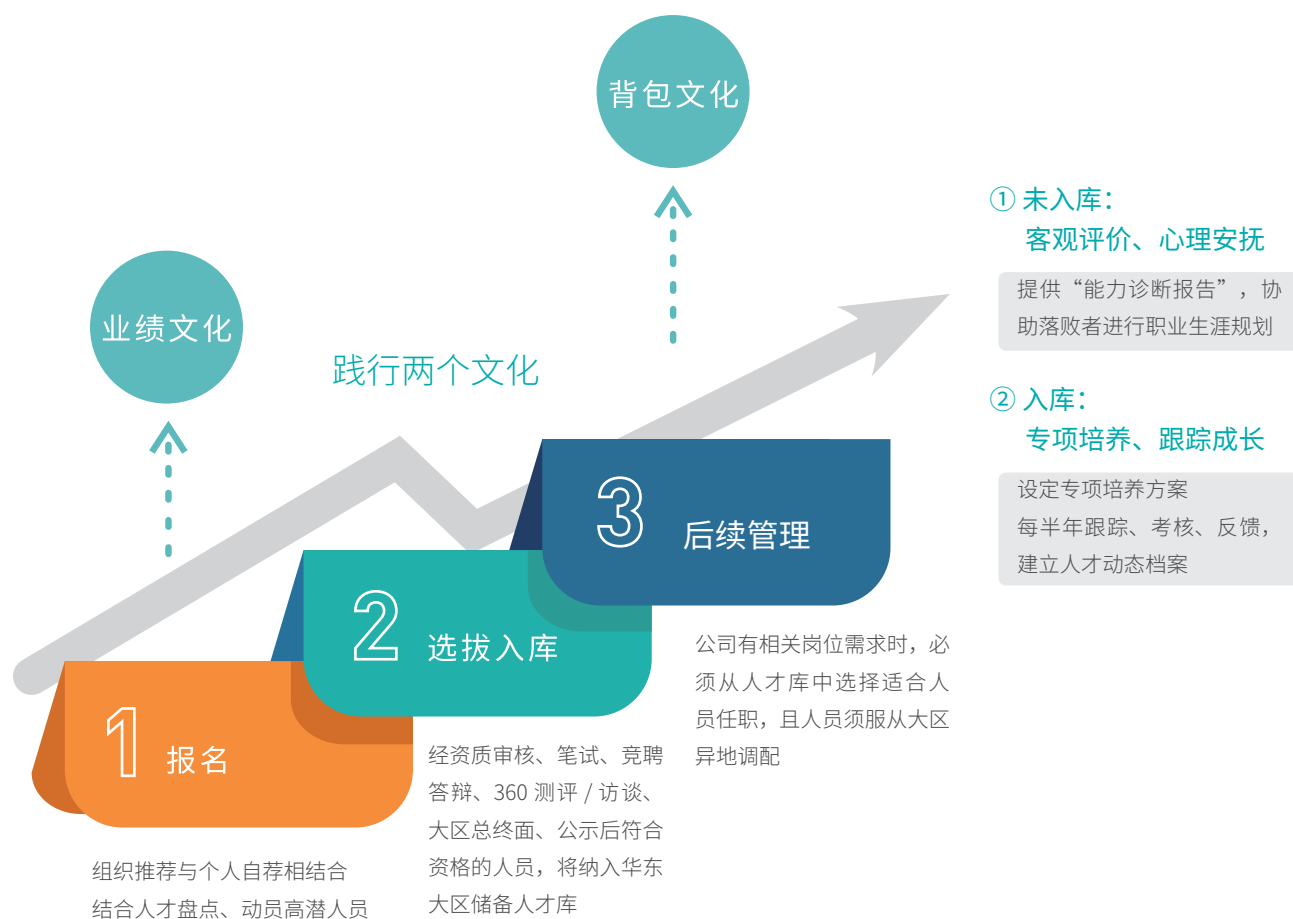 背包文化
业绩文化
践行两个文化
1 报名
组织推荐与个人自荐相结合
结合人才盘点、动员高潜人员
2 选拔入库
经资质审核、笔试、竞聘
答辩、360 测评 / 访谈、
大区总终面、公示后符合
资格的人员，将纳入华东
大区储备人才库
3 后续管理
公司有相关岗位需求时，必
须从人才库中选择适合人
员任职，且人员须服从大区
异地调配
① 未入库：
客观评价、心理安抚
提供“能力诊断报告”，协
助落败者进行职业生涯规划
② 入库：
专项培养、跟踪成长
设定专项培养方案
每半年跟踪、考核、反馈，
建立人才动态档案